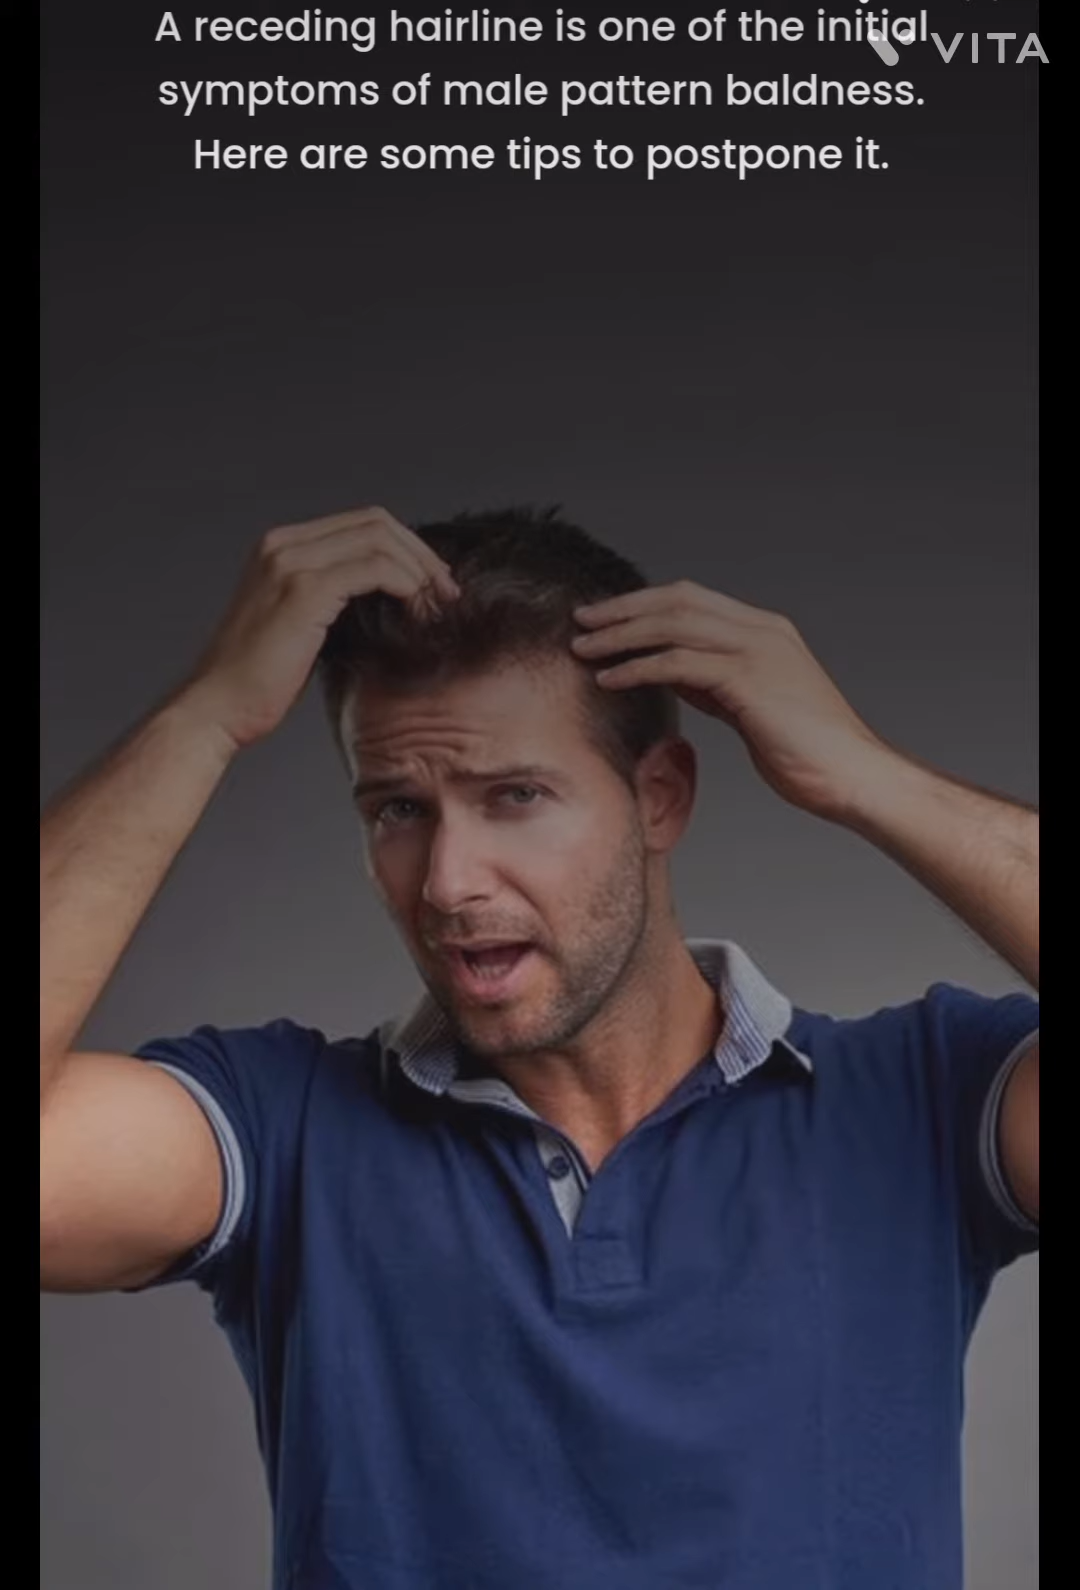 A receding hairline is one of the initial
VITA
symptoms of male pattern baldness.
Here are some tips to postpone it.